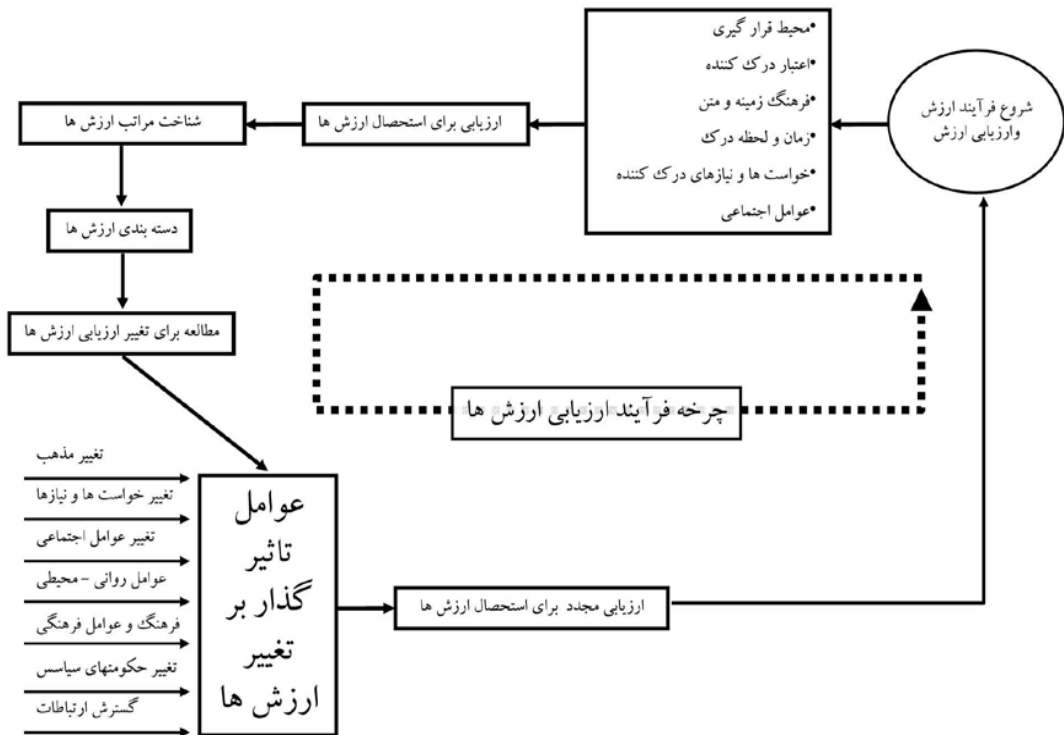 شروع فرآیند ارزش
وارزیابی ارزش
•محیط قرار گیری
•اعتبار درک کننده
•فرهنگ زمینه و متن
•زمان و لحظه درک
•خواست ها و نیازهای درک کننده
•عوامل اجتماعی
ارزیابی برای استحصال ارزش ها
شناخت مراتب ارزش ها
دسته بندی ارزش ها
مطالعه برای تغییر ارزیابی ارزش ها
چرخه فرآیند ارزیابی ارزش ها
تغییر مذهب
تغییر خواست ها و نیازها
تغییر عوامل اجتماعی
عوامل روانی – محیطی
فرهنگ و عوامل فرهنگی
تغییر حکومتهای سیاسس
گسترش ارتباطات
عوامل
تاثیر
گذار بر
تغییر
ارزش ها
ارزیابی مجدد برای استحصال ارزش ها